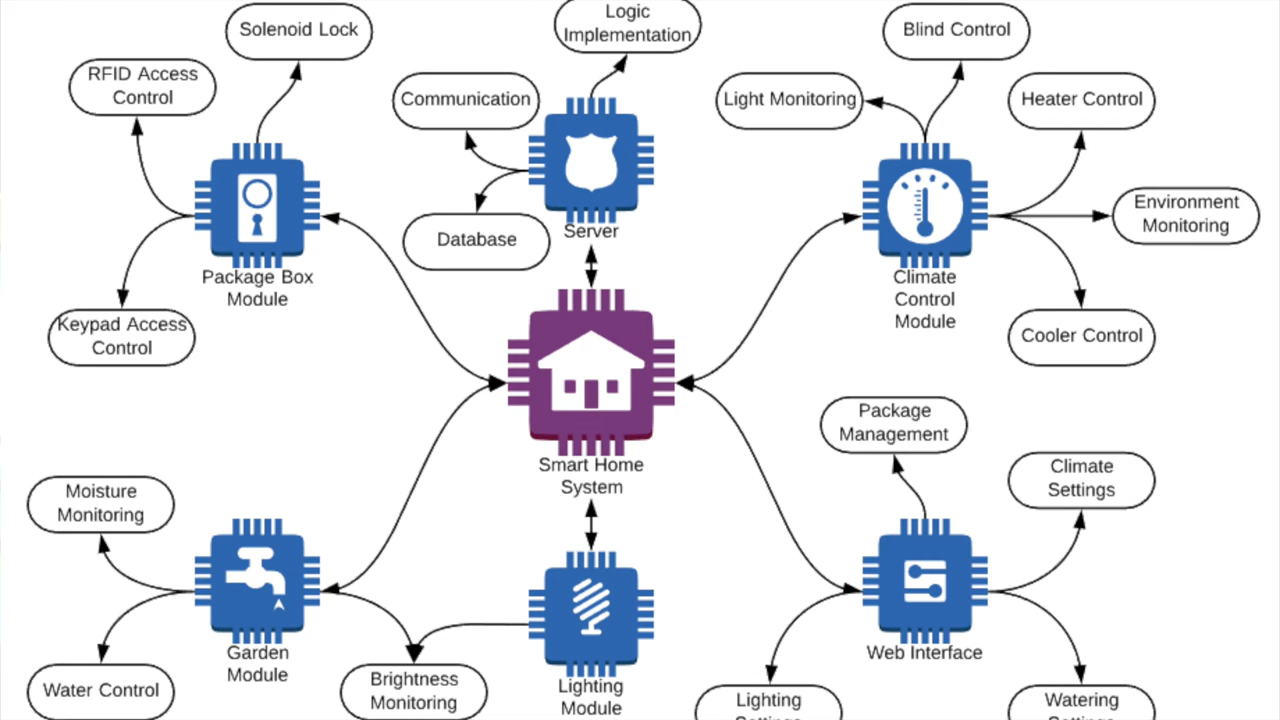 Solenoid Lock
RFID Access
Control
Keypad Access
Control
Package Box
Module
Logic
Implementation
Communication
Database
Server
Blind Control
Light Monitoring
Heater Control
Environment
Monitoring
Cooler Control
Climate
Control
Module
Smart Home
System
Moisture
Monitoring
Water Control
Garden
Module
Brightness
Monitoring
Lighting
Module
Package
Management
Climate
Settings
Web Interface
Lighting
Settings
Watering
Settings